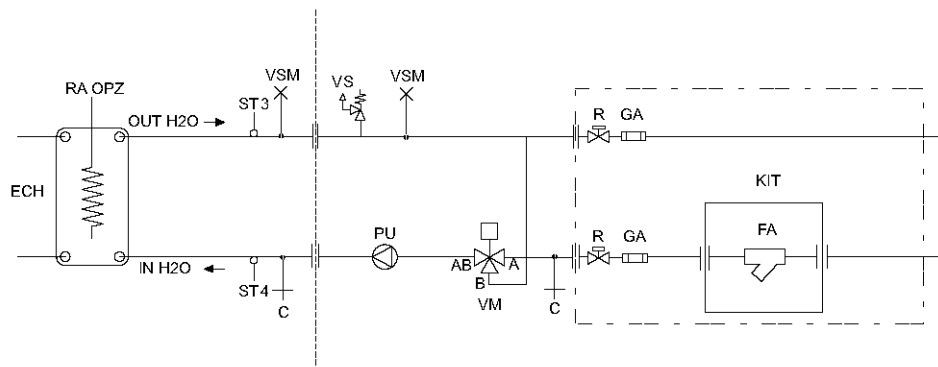 VSM
VS
VSM
RA OPZ
ST3
OUT H2O
R
GA
ECH
KIT
PU
R
GA
FA
AB
A
IN H2O
B
ST4
C
VM
C